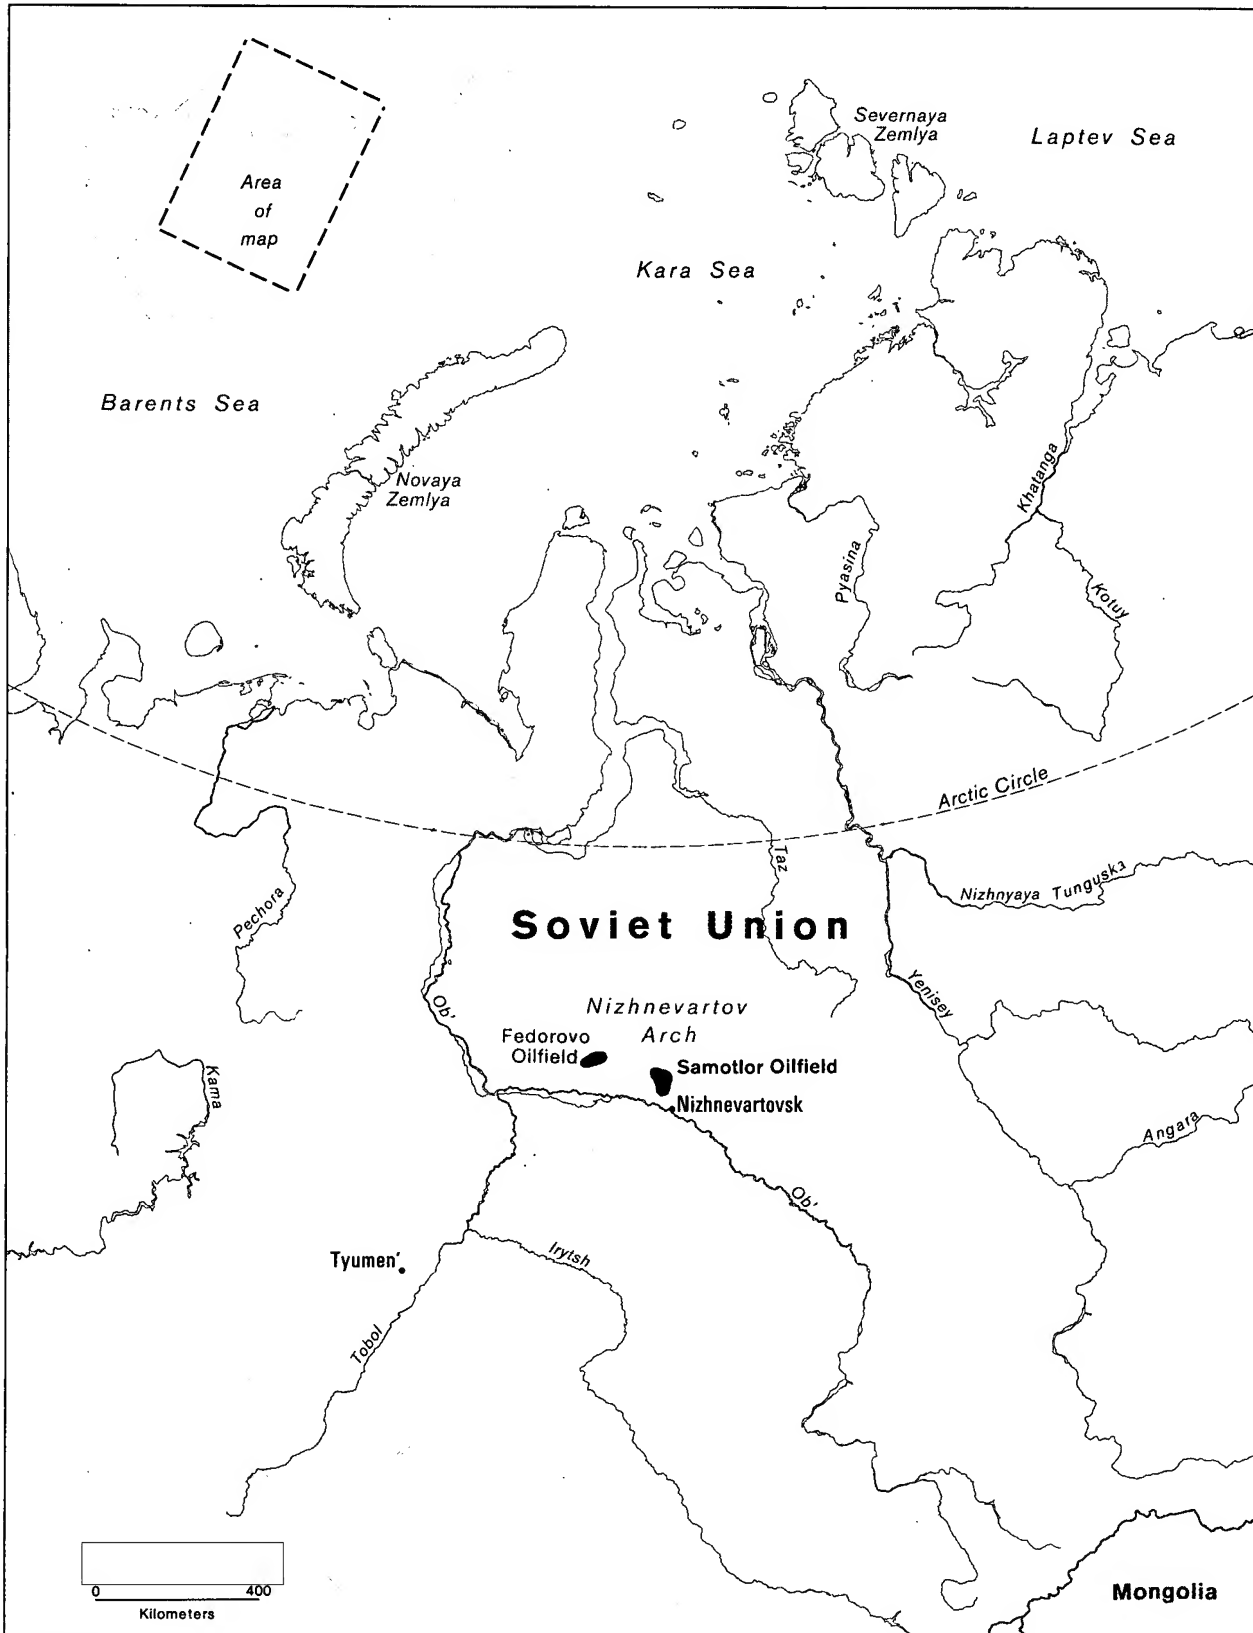 Severnaya
Zemlya
Laptev Sea
Area
of
map
Kara Sea
Barents Sea
Novaya
Zemlya
Khatanga
Pyasina
Kotuy
Arctic Circle
Taz
Nizhnyaya Tunguska
Pechora
Soviet Union
Yenisey
Ob'
Nizhnevartov
Arch
Fedorovo
Oilfield
Samotlor Oilfield
Nizhnevartovsk
Kama
Angara
Ob'
Irytsh
Tyumen'
Tobol
0 400
Kilometers
Mongolia